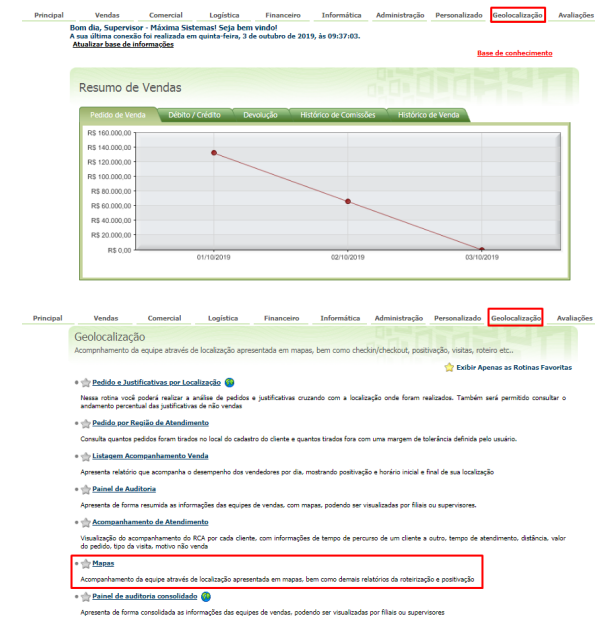 Principal Vendas Comercial Logística Financeiro Informática Administração Personalizado Geolocalização Avaliações
Bom dia, Supervisor - Máxima Sistemas! Seja bem vindo!
A sua última conexão foi realizada em quinta-feira, 3 de outubro de 2019, às 09:37:03.
Atualizar base de informações
Base de conhecimento
Resumo de Vendas
Pedido de Venda Débito / Crédito Devolução Histórico de Comissões Histórico de Venda
R$ 160.000,00
R$ 140.000,00
R$ 120.000,00
R$ 100.000,00
R$ 80.000,00
R$ 60.000,00
R$ 40.000,00
R$ 20.000,00
R$ 0,00
01/10/2019 02/10/2019 03/10/2019
Principal Vendas Comercial Logística Financeiro Informática Administração Personalizado Geolocalização Avaliações
Geolocalização
Acompnhamento da equipe através de localização apresentada em mapas, bem como checkin/checkout, positivação, visitas, roteiro etc..
Exibir Apenas as Rotinas Favoritas
Pedido e Justificativas por Localização
Nessa rotina você poderá realizar a análise de pedidos e justificativas cruzando com a localização onde foram realizados. Também será permitido consultar o
andamento percentual das justificativas de não vendas
Pedido por Região de Atendimento
Consulta quantos pedidos foram tirados no local do cadastro do cliente e quantos tirados fora com uma margem de tolerância definida pelo usuário.
Listagem Acompanhamento Venda
Apresenta relatório que acompanha o desempenho dos vendedores por dia, mostrando positivação e horário inicial e final de sua localização
Painel de Auditoria
Apresenta de forma resumida as informações das equipes de vendas, com mapas, podendo ser visualizadas por filiais ou supervisores.
Acompanhamento de Atendimento
Visualização do acompanhamento do RCA por cada cliente, com informações de tempo de percurso de um cliente a outro, tempo de atendimento, distância, valor
do pedido, tipo da visita, motivo não venda
Mapas
Acompanhamento da equipe através de localização apresentada em mapas, bem como demais relatórios da roteirização e positivação
Painel de auditoria consolidado
Apresenta de forma consolidada as informações das equipes de vendas, podendo ser visualizadas por filiais ou supervisores